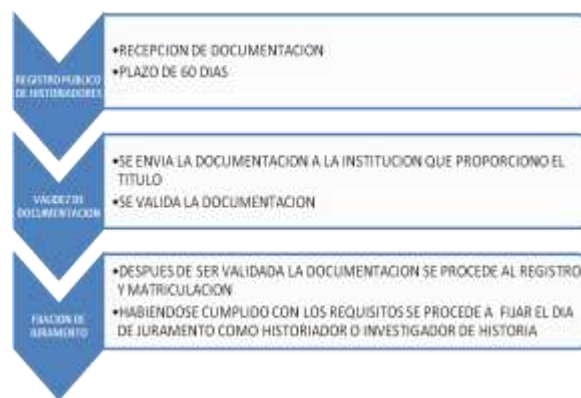 REGISTRO PUBLICO
DE HISTORIADORES
•RECEPCION DE DOCUMENTACION
•PLAZO DE 60 DIAS
VALIDEZ DE
DOCUMENTACION
•SE ENVIA LA DOCUMENTACION A LA INSTITUCION QUE PROPORCIONO EL
TITULO
•SE VALIDA LA DOCUMENTACION
FIJACION DE
JURAMENTO
•DESPUES DE SER VALIDADA LA DOCUMENTACION SE PROCEDE AL REGISTRO
Y MATRICULACION
•HABIENDOSE CUMPLIDO CON LOS REQUISITOS SE PROCEDE A FIJAR EL DIA
DE JURAMENTO COMO HISTORIADOR O INVESTIGADOR DE HISTORIA